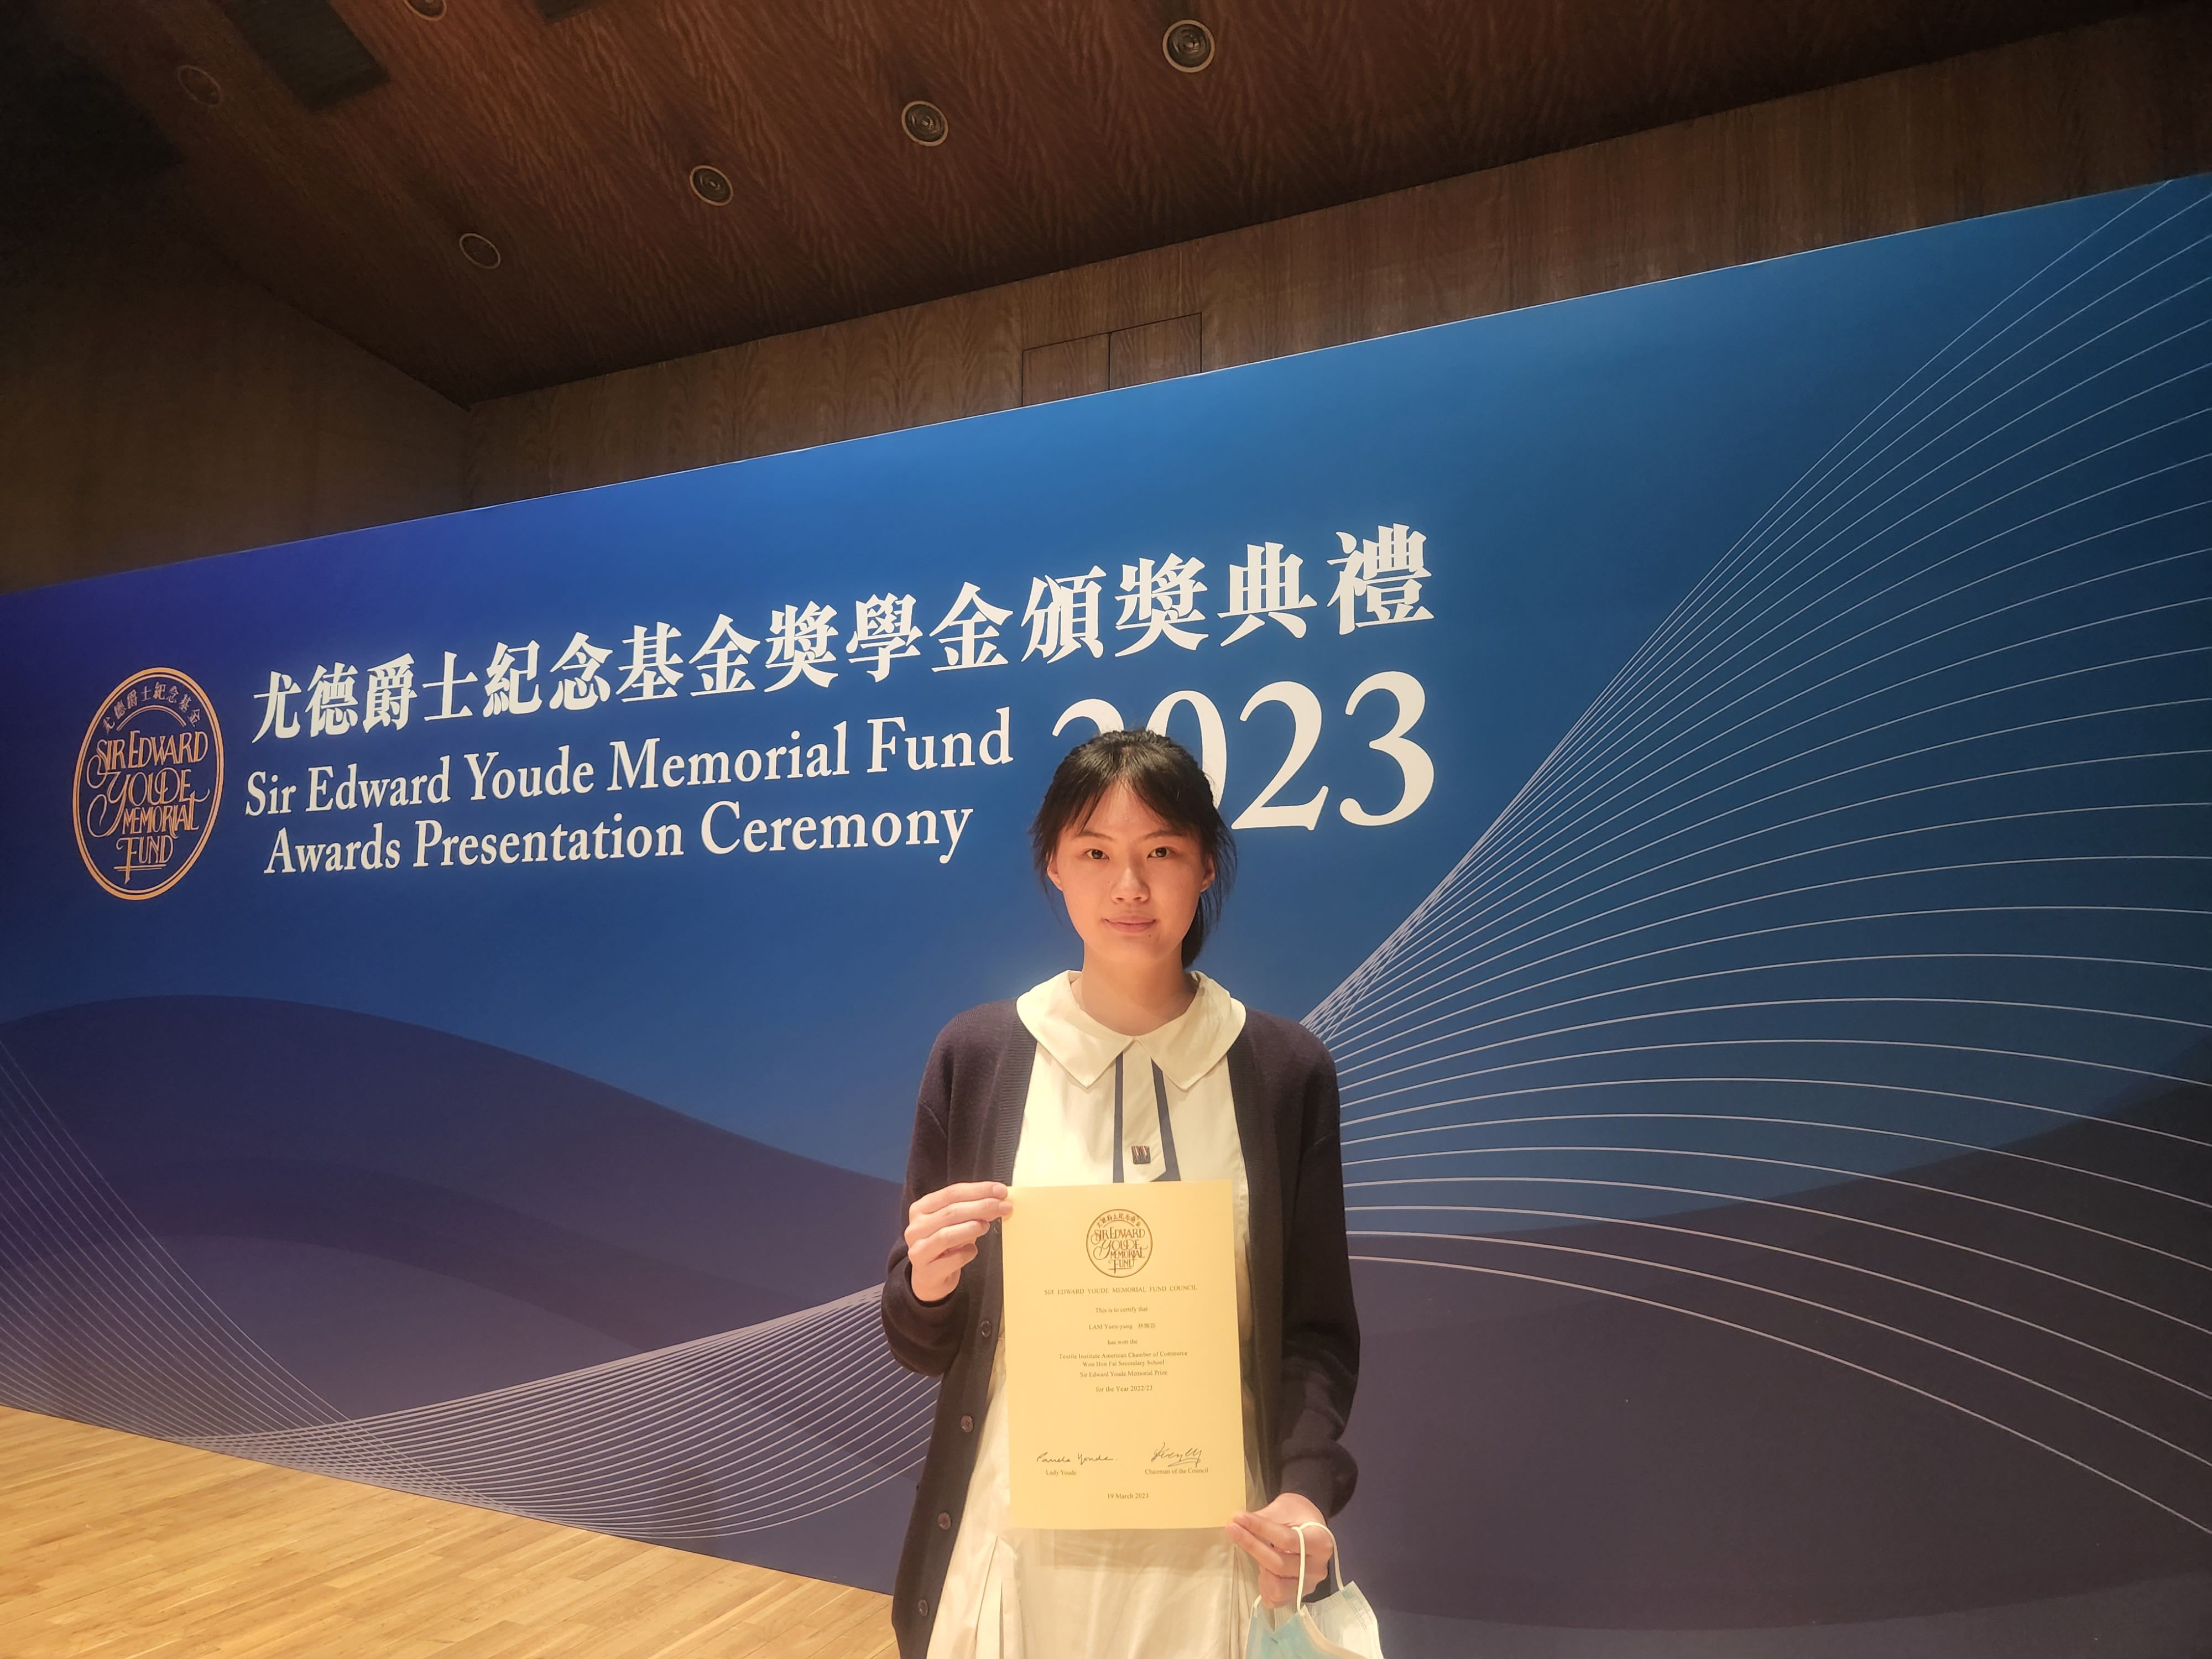 尤德爵士紀念基金獎學金頒獎典禮
Sir Edward Youde Memorial Fund 2023
Awards Presentation Ceremony
尤德爵士紀念基金
SIR EDWARD
YOUDE
MEMORIAL
FUND
SIR EDWARD
YOUDE
MEMORIAL
FUND
SIR EDWARD YOUDE MEMORIAL FUND COUNCIL
This is to certify that
LAM
has won the
Textile Institute American Chamber of Commerce
Woo Hon Fai Secondary School
Sir Edward Youde Memorial Prize
for the Year 2022/23
Pamela Youde
Lady Youde
Chairman of the Council
19 March 2023